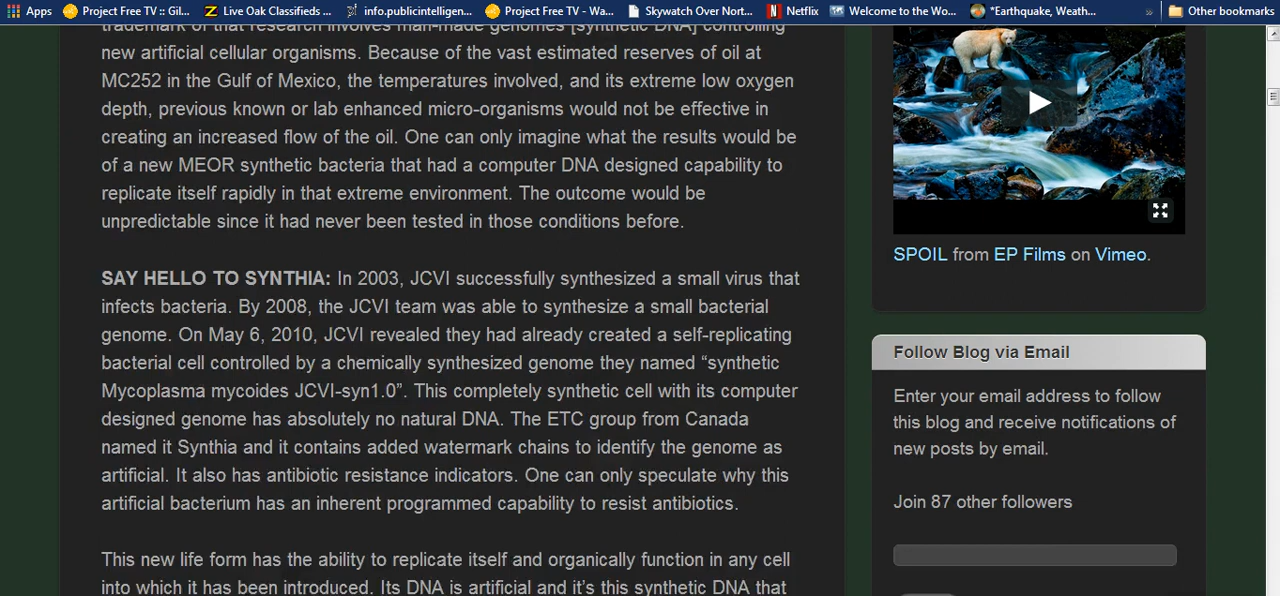 Apps Project Free TV :: Gil... Live Oak Classifieds ... info.publicintelligen... Project Free TV - Wa... Skywatch Over Nort... Netflix Welcome to the Wo... *Earthquake, Weath... » Other bookmarks
trademark of that research involves man-made genomes [synthetic DNA] controlling
new artificial cellular organisms. Because of the vast estimated reserves of oil at
MC252 in the Gulf of Mexico, the temperatures involved, and its extreme low oxygen
depth, previous known or lab enhanced micro-organisms would not be effective in
creating an increased flow of the oil. One can only imagine what the results would be
of a new MEOR synthetic bacteria that had a computer DNA designed capability to
replicate itself rapidly in that extreme environment. The outcome would be
unpredictable since it had never been tested in those conditions before.
SAY HELLO TO SYNTHIA: In 2003, JCVI successfully synthesized a small virus that
infects bacteria. By 2008, the JCVI team was able to synthesize a small bacterial
genome. On May 6, 2010, JCVI revealed they had already created a self-replicating
bacterial cell controlled by a chemically synthesized genome they named “synthetic
Mycoplasma mycoides JCVI-syn1.0”. This completely synthetic cell with its computer
designed genome has absolutely no natural DNA. The ETC group from Canada
named it Synthia and it contains added watermark chains to identify the genome as
artificial. It also has antibiotic resistance indicators. One can only speculate why this
artificial bacterium has an inherent programmed capability to resist antibiotics.
This new life form has the ability to replicate itself and organically function in any cell
into which it has been introduced. Its DNA is artificial and it’s this synthetic DNA that
SPOIL from EP Films on Vimeo.
Follow Blog via Email
Enter your email address to follow
this blog and receive notifications of
new posts by email.
Join 87 other followers